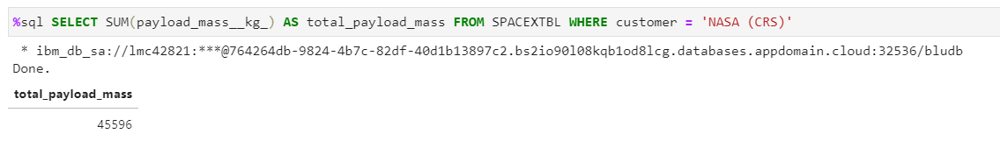 %sql SELECT SUM(payload_mass__kg_) AS total_payload_mass FROM SPACEXTBL WHERE customer = 'NASA (CRS)'
* ibm_db_sa://lmc42821:***@764264db-9824-4b7c-82df-40d1b13897c2.bs2io90l08kqb1od8lcg.databases.appdomain.cloud:32536/bludb
Done.
total_payload_mass
45596